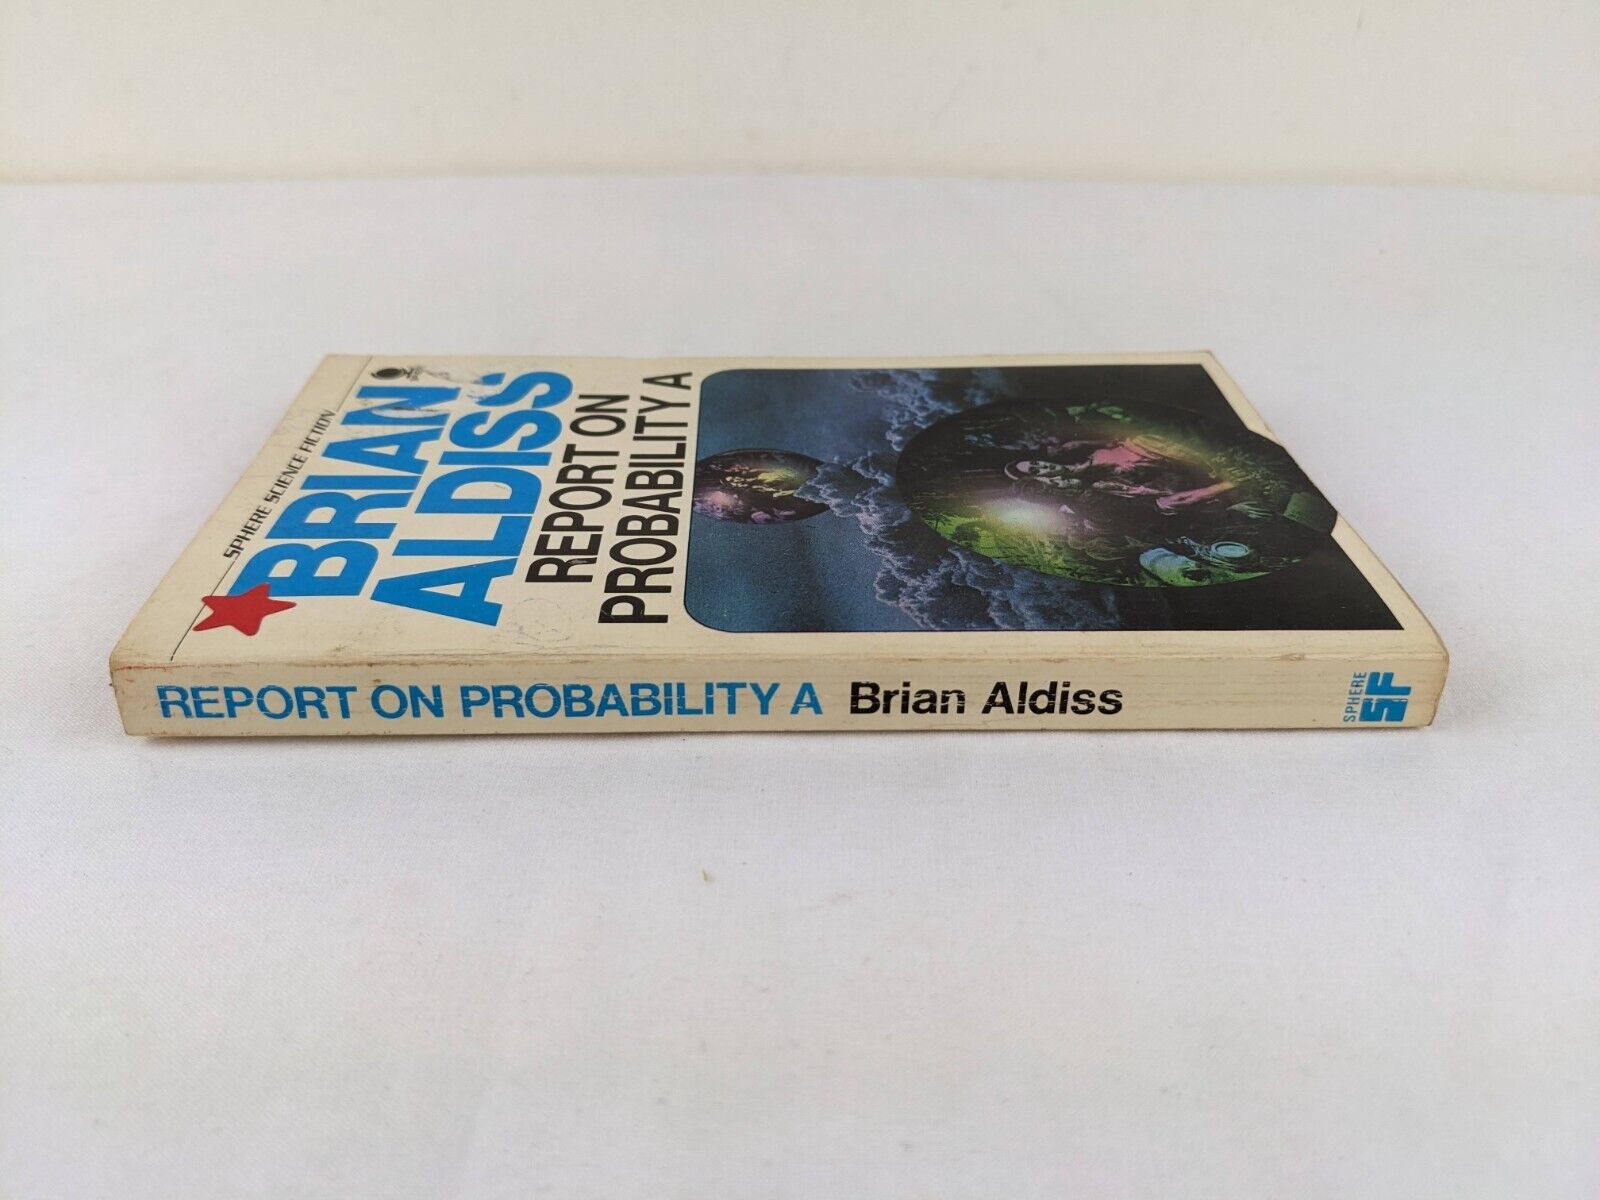 SPHERE SCIENCE FICTION
BRIAN
ALDISS
REPORT ON
PROBABILITY A
REPORT ON PROBABILITY A Brian Aldiss
SPHERE
SF